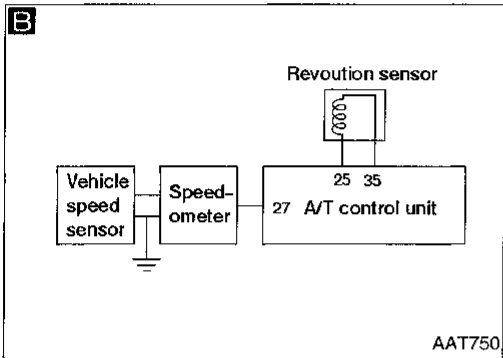 B
Revoution sensor
25 35
Vehicle
speed
sensor
Speed-
ometer
27 A/T control unit
AAT750